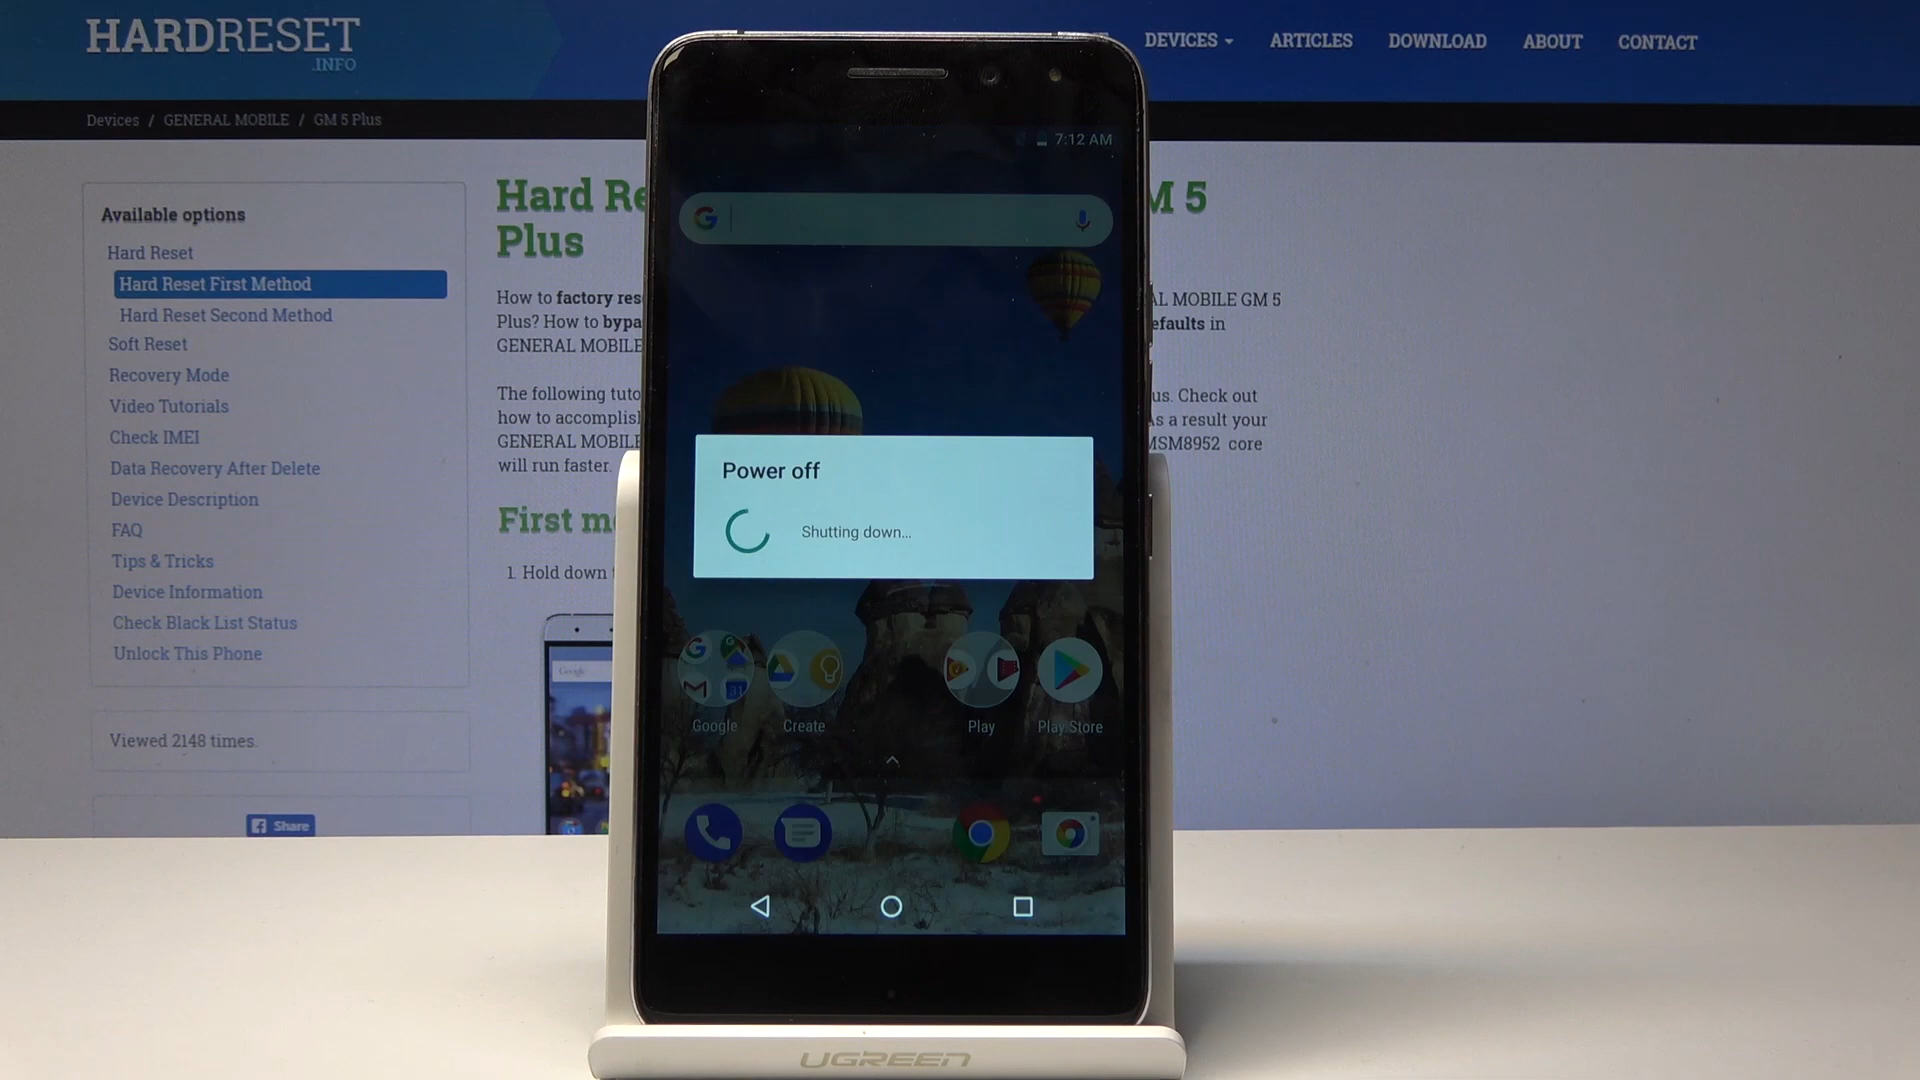 HARDRESET
.INFO
DEVICES
ARTICLES
DOWNLOAD
ABOUT
CONTACT
Devices / GENERAL MOBILE / GM 5 Plus
Available options
Hard Reset
Hard Reset First Method
Hard Reset Second Method
Soft Reset
Recovery Mode
Video Tutorials
Check IMEI
Data Recovery After Delete
Device Description
FAQ
Tips & Tricks
Device Information
Check Black List Status
Unlock This Phone
Viewed 2148 times.
Share
Hard Re M 5
Plus
How to factory res AL MOBILE GM 5
Plus? How to bypa efaults in
GENERAL MOBILE
The following tuto us. Check out
how to accomplis As a result your
GENERAL MOBILE MSM8952 core
will run faster.
First m
1. Hold down
Google
7:12 AM
Power off
Shutting down...
31
Google
Create
Play
Play Store
UGREEN